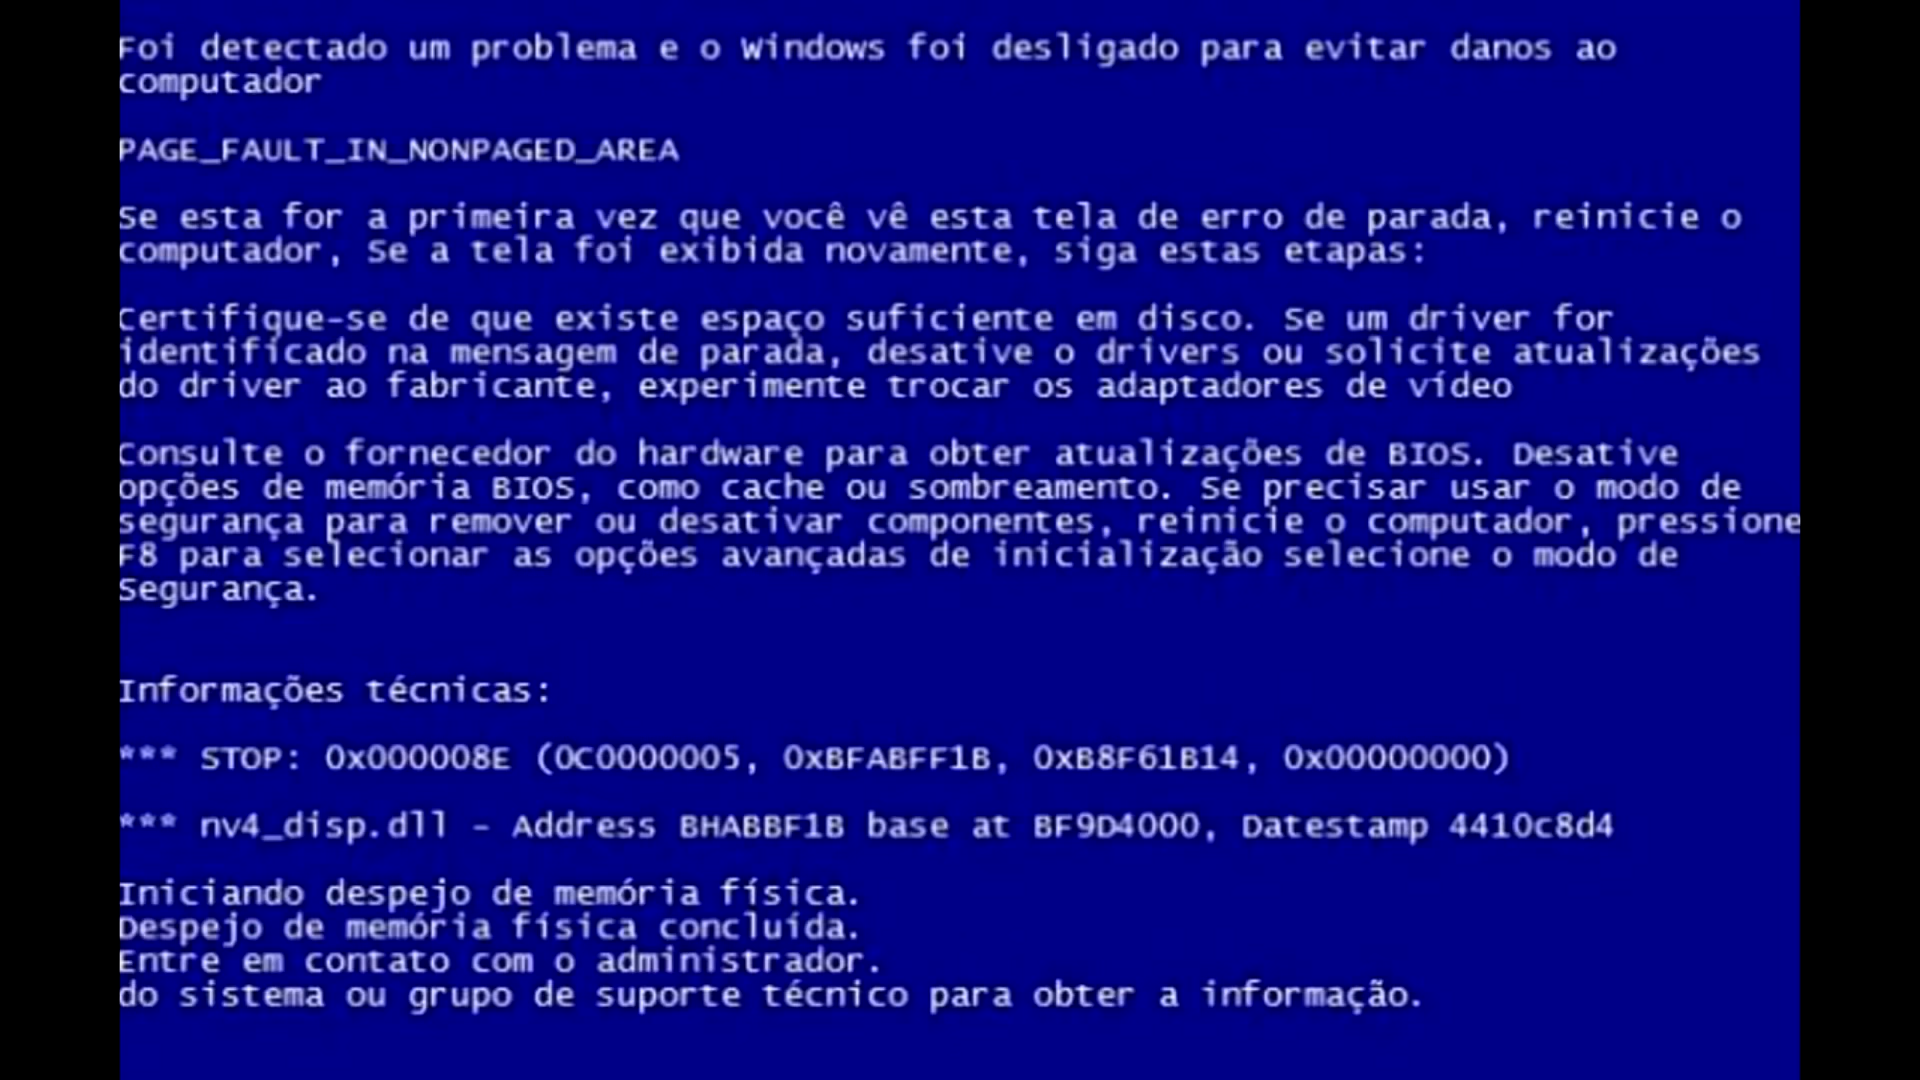 Foi detectado um problema e o Windows foi desligado para evitar danos ao
computador
PAGE_FAULT_IN_NONPAGED_AREA
Se esta for a primeira vez que você vê esta tela de erro de parada, reinicie o
computador, Se a tela foi exibida novamente, siga estas etapas:
Certifique-se de que existe espaço suficiente em disco. Se um driver for
identificado na mensagem de parada, desative o drivers ou solicite atualizações
do driver ao fabricante, experimente trocar os adaptadores de vídeo
Consulte o fornecedor do hardware para obter atualizações de BIOS. Desative
opções de memória BIOS, como cache ou sombreamento. Se precisar usar o modo de
segurança para remover ou desativar componentes, reinicie o computador, pressione
F8 para selecionar as opções avançadas de inicialização selecione o modo de
Segurança.
Informações técnicas:
*** STOP: 0x000008E (0C0000005, 0xBFABFF1B, 0xB8F61B14, 0x00000000)
*** nv4_disp.dll - Address BHABBF1B base at BF9D4000, Datestamp 4410c8d4
Iniciando despejo de memória física.
Despejo de memória física concluída.
Entre em contato com o administrador.
do sistema ou grupo de suporte técnico para obter a informação.